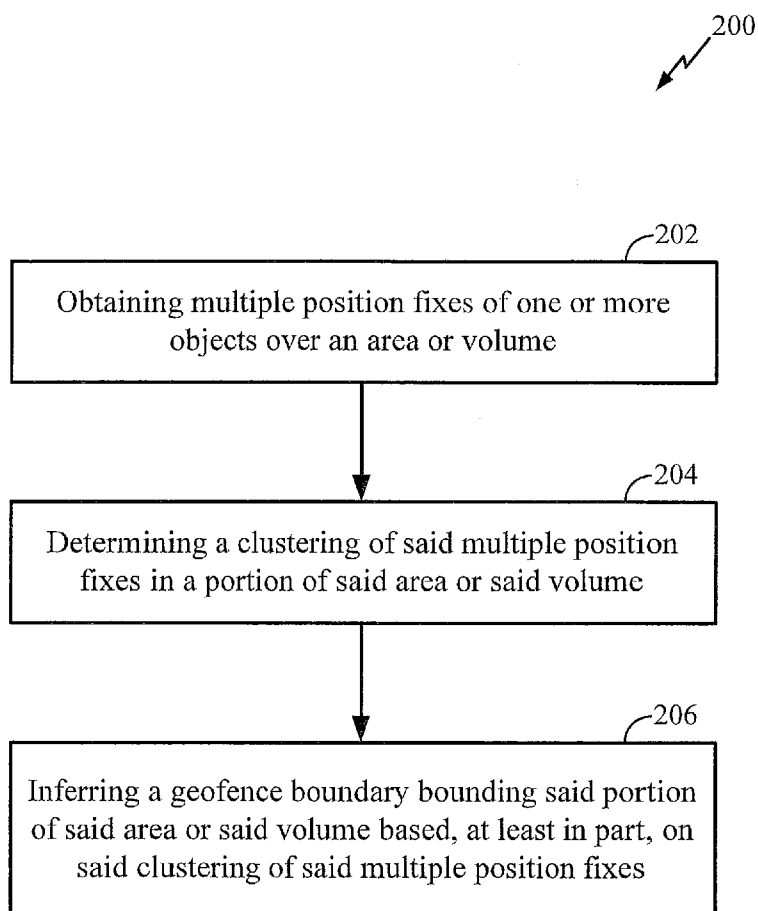 200
202
Obtaining multiple position fixes of one or more
objects over an area or volume
204
Determining a clustering of said multiple position
fixes in a portion of said area or said volume
206
Inferring a geofence boundary bounding said portion
of said area or said volume based, at least in part, on
said clustering of said multiple position fixes